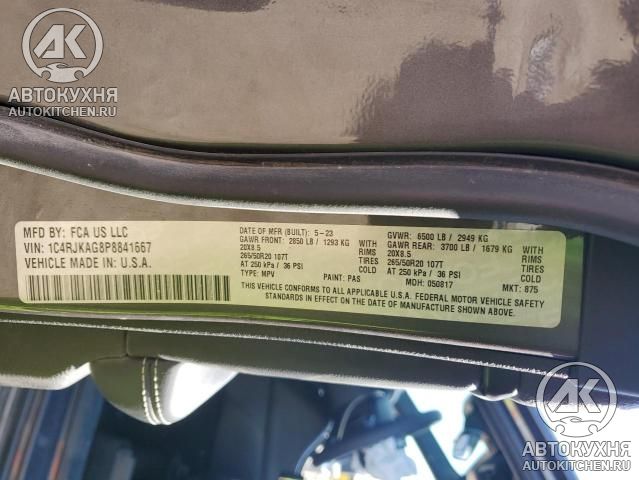 AK
АВТОКУХНЯ
AUTOKITCHEN.RU
MFD BY: FCA US LLC
VIN: 1C4RJKAG8P8841667
VEHICLE MADE IN: U.S.A.
DATE OF MFR (BUILT): 5-23
GAWR FRONT: 2850 LB / 1293 KG WITH
20X8.5 RIMS
265/50R20 107T TIRES
AT 250 kPa / 36 PSI COLD
TYPE: MPV PAINT: PAS
GVWR: 6500 LB / 2949 KG
GAWR REAR: 3700 LB / 1679 KG WITH
20X8.5 RIMS
265/50R20 107T TIRES
AT 250 kPa / 36 PSI COLD
MDH: 050817 MKT: 875
THIS VEHICLE CONFORMS TO ALL APPLICABLE U.S.A. FEDERAL MOTOR VEHICLE SAFETY
STANDARDS IN EFFECT ON THE DATE OF MANUFACTURE SHOWN ABOVE.
AK
АВТОКУХНЯ
AUTOKITCHEN.RU